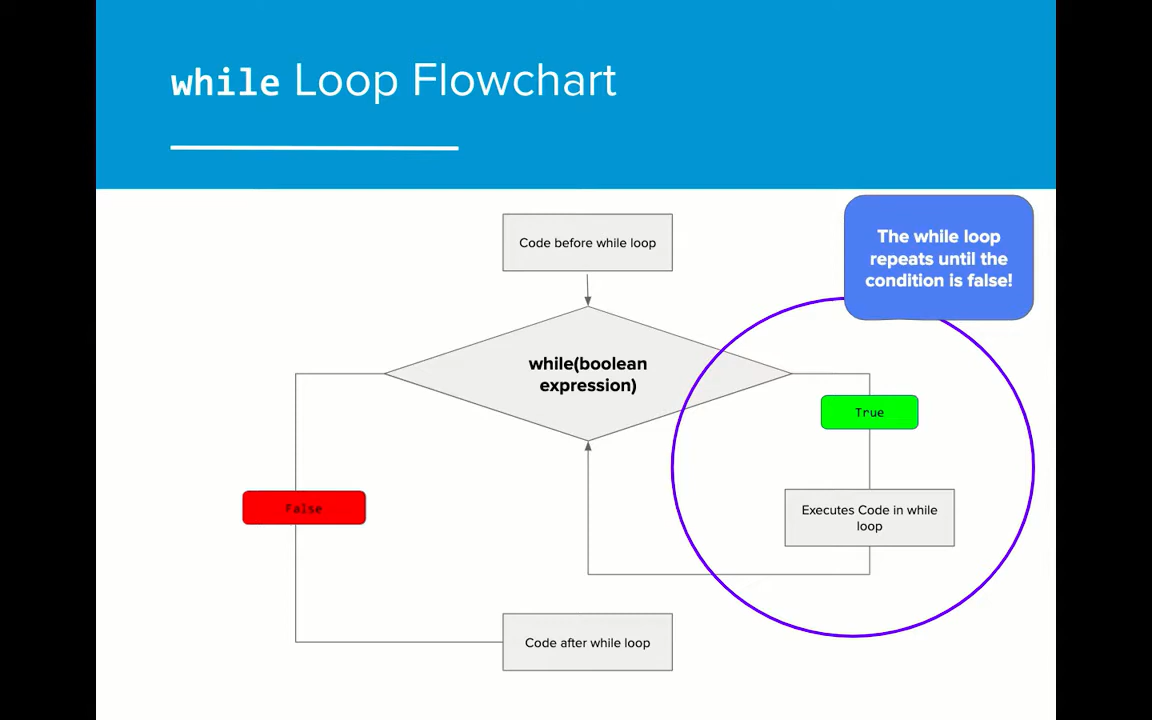 while Loop Flowchart
Code before while loop
The while loop
repeats until the
condition is false!
while(boolean
expression)
True
False
Executes Code in while
loop
Code after while loop